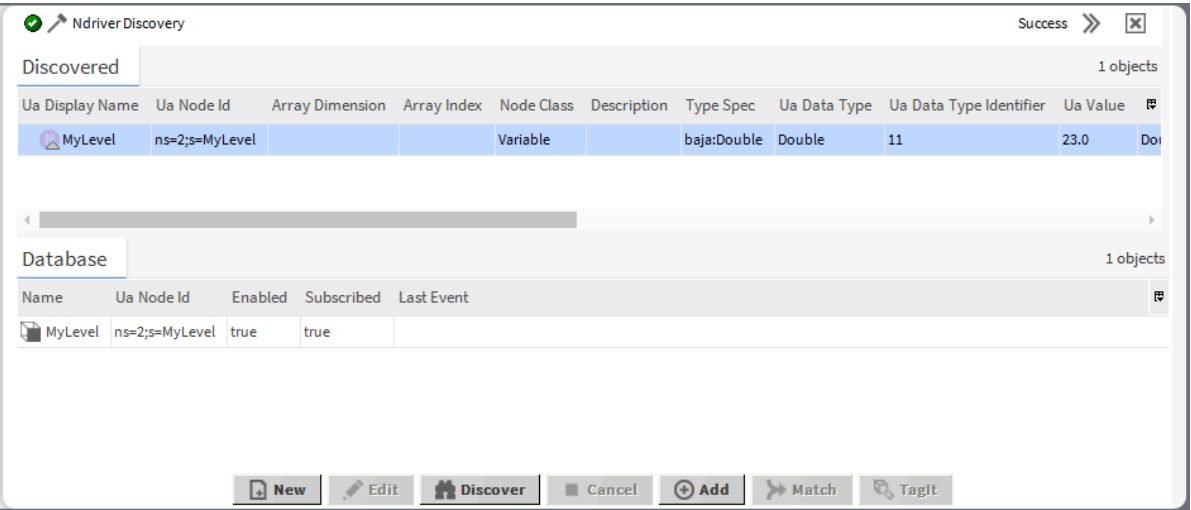 Ndriver Discovery Success
Discovered 1 objects
Ua Display Name Ua Node Id Array Dimension Array Index Node Class Description Type Spec Ua Data Type Ua Data Type Identifier Ua Value
MyLevel ns=2;s=MyLevel Variable baja:Double Double 11 23.0 Dou
Database 1 objects
Name Ua Node Id Enabled Subscribed Last Event
MyLevel ns=2;s=MyLevel true true
New Edit Discover Cancel Add Match TagIt